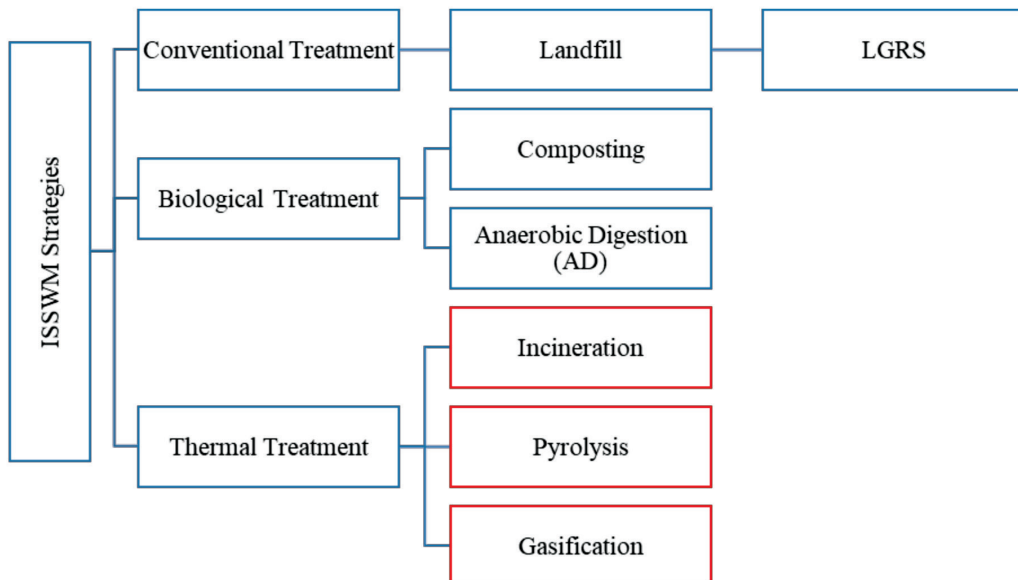 ISSWM Strategies
Conventional Treatment
Landfill
LGRS
Biological Treatment
Composting
Anaerobic Digestion
(AD)
Thermal Treatment
Incineration
Pyrolysis
Gasification